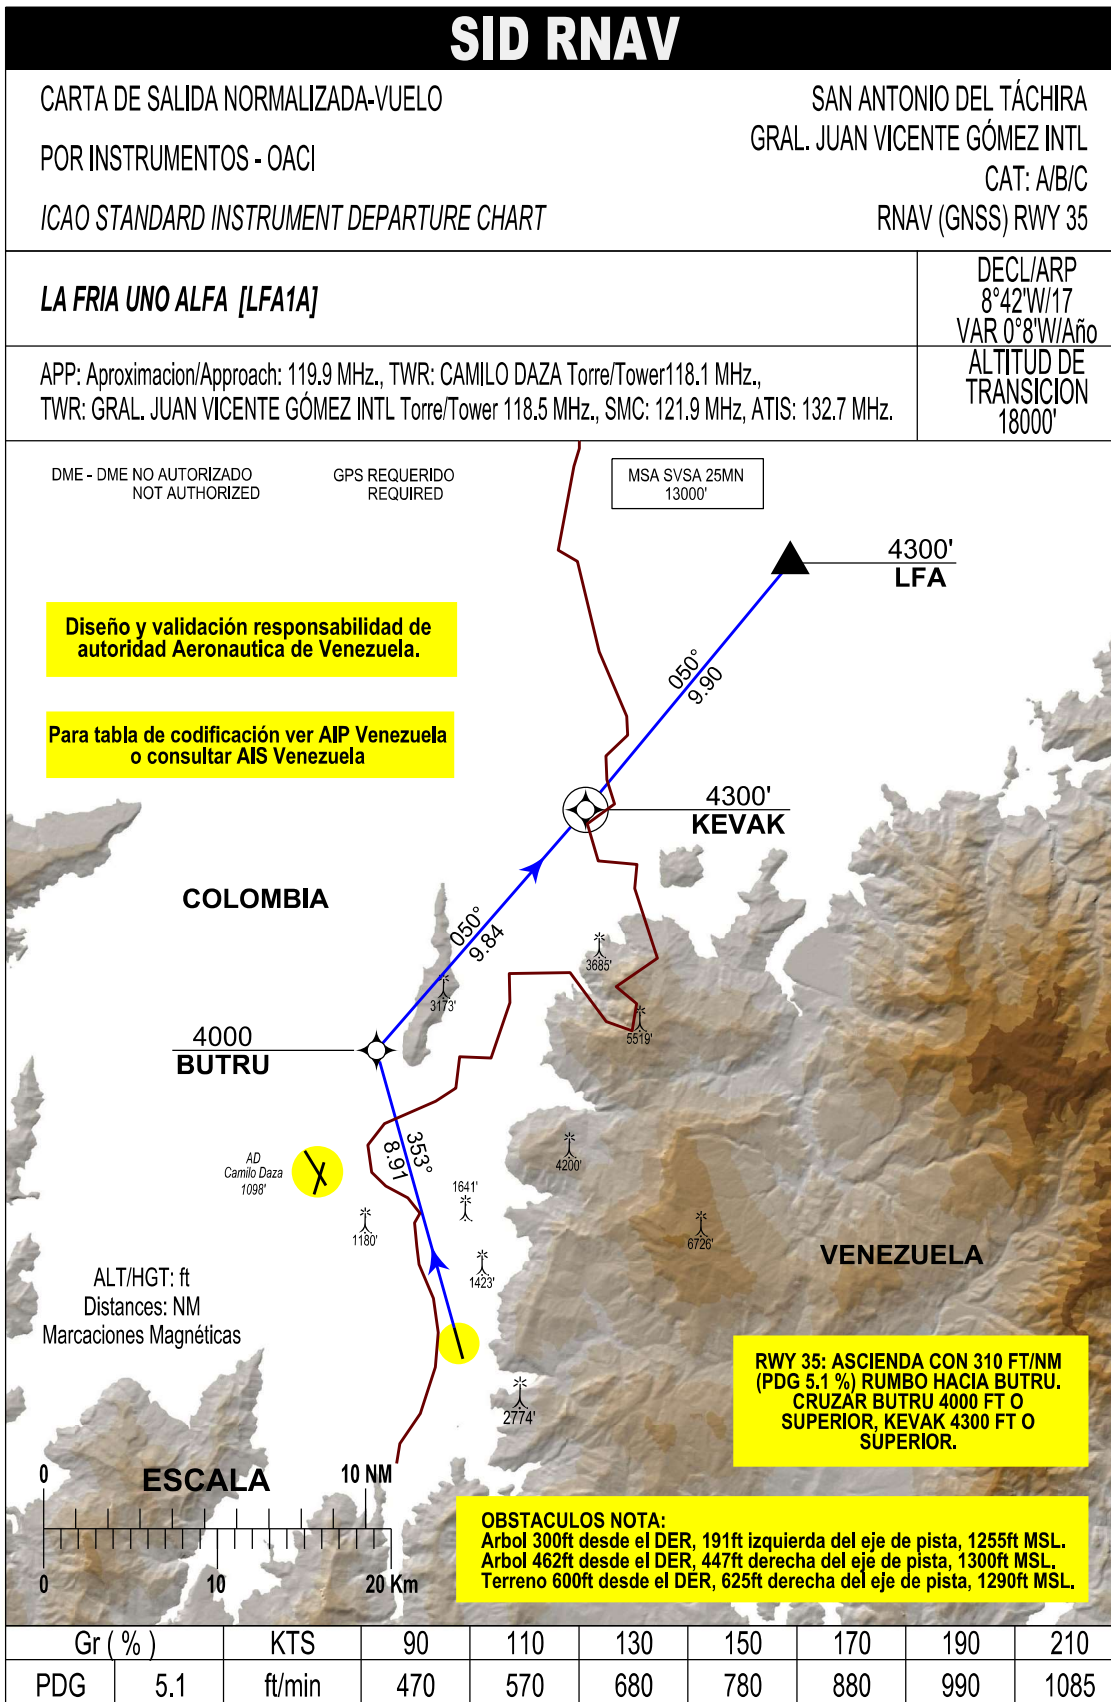 SID RNAV
CARTA DE SALIDA NORMALIZADA-VUELO
POR INSTRUMENTOS - OACI
ICAO STANDARD INSTRUMENT DEPARTURE CHART
SAN ANTONIO DEL TÁCHIRA
GRAL. JUAN VICENTE GÓMEZ INTL
CAT: A/B/C
RNAV (GNSS) RWY 35
LA FRIA UNO ALFA [LFA1A]
DECL/ARP
8°42'W/17
VAR 0°8'W/Año
APP: Aproximacion/Approach: 119.9 MHz., TWR: CAMILO DAZA Torre/Tower118.1 MHz.,
TWR: GRAL. JUAN VICENTE GÓMEZ INTL Torre/Tower 118.5 MHz., SMC: 121.9 MHz, ATIS: 132.7 MHz.
ALTITUD DE
TRANSICION
18000'
DME - DME NO AUTORIZADO
NOT AUTHORIZED
GPS REQUERIDO
REQUIRED
MSA SVSA 25MN
13000'
4300'
LFA
Diseño y validación responsabilidad de
autoridad Aeronautica de Venezuela.
050°
9.90
Para tabla de codificación ver AIP Venezuela
o consultar AIS Venezuela
4300'
KEVAK
COLOMBIA
050°
9.84
3685'
3173'
5519'
4000
BUTRU
353°
8.91
AD
Camilo Daza
1098'
4200'
1641'
1180'
6726'
1423'
VENEZUELA
ALT/HGT: ft
Distances: NM
Marcaciones Magnéticas
2774'
RWY 35: ASCIENDA CON 310 FT/NM
(PDG 5.1 %) RUMBO HACIA BUTRU.
CRUZAR BUTRU 4000 FT O
SUPERIOR, KEVAK 4300 FT O
SUPERIOR.
0
ESCALA
10 NM
0
10
20 Km
OBSTACULOS NOTA:
Arbol 300ft desde el DER, 191ft izquierda del eje de pista, 1255ft MSL.
Arbol 462ft desde el DER, 447ft derecha del eje de pista, 1300ft MSL.
Terreno 600ft desde el DER, 625ft derecha del eje de pista, 1290ft MSL.
Gr ( % ) KTS 90 110 130 150 170 190 210
PDG 5.1 ft/min 470 570 680 780 880 990 1085